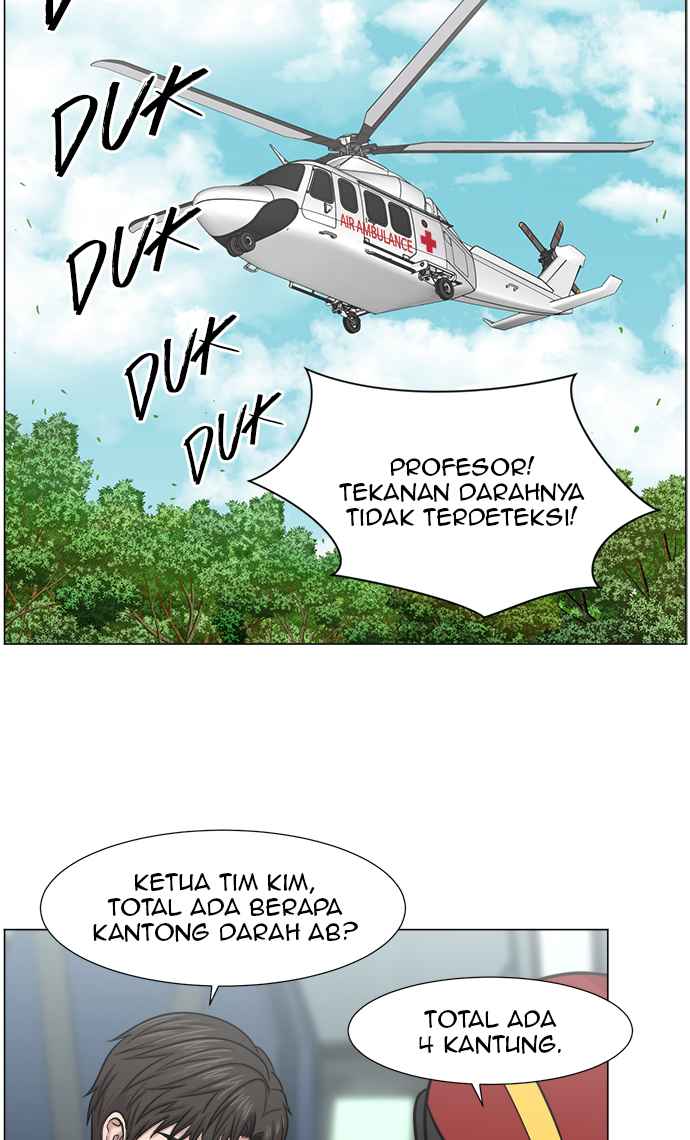 DUK
DUK
DUK
DUK
AIR AMBULANCE
PROFESOR!
TEKANAN DARAHNYA
TIDAK TERDETEKSI!
KETUA TIM KIM,
TOTAL ADA BERAPA
KANTONG DARAH AB?
TOTAL ADA
4 KANTUNG.